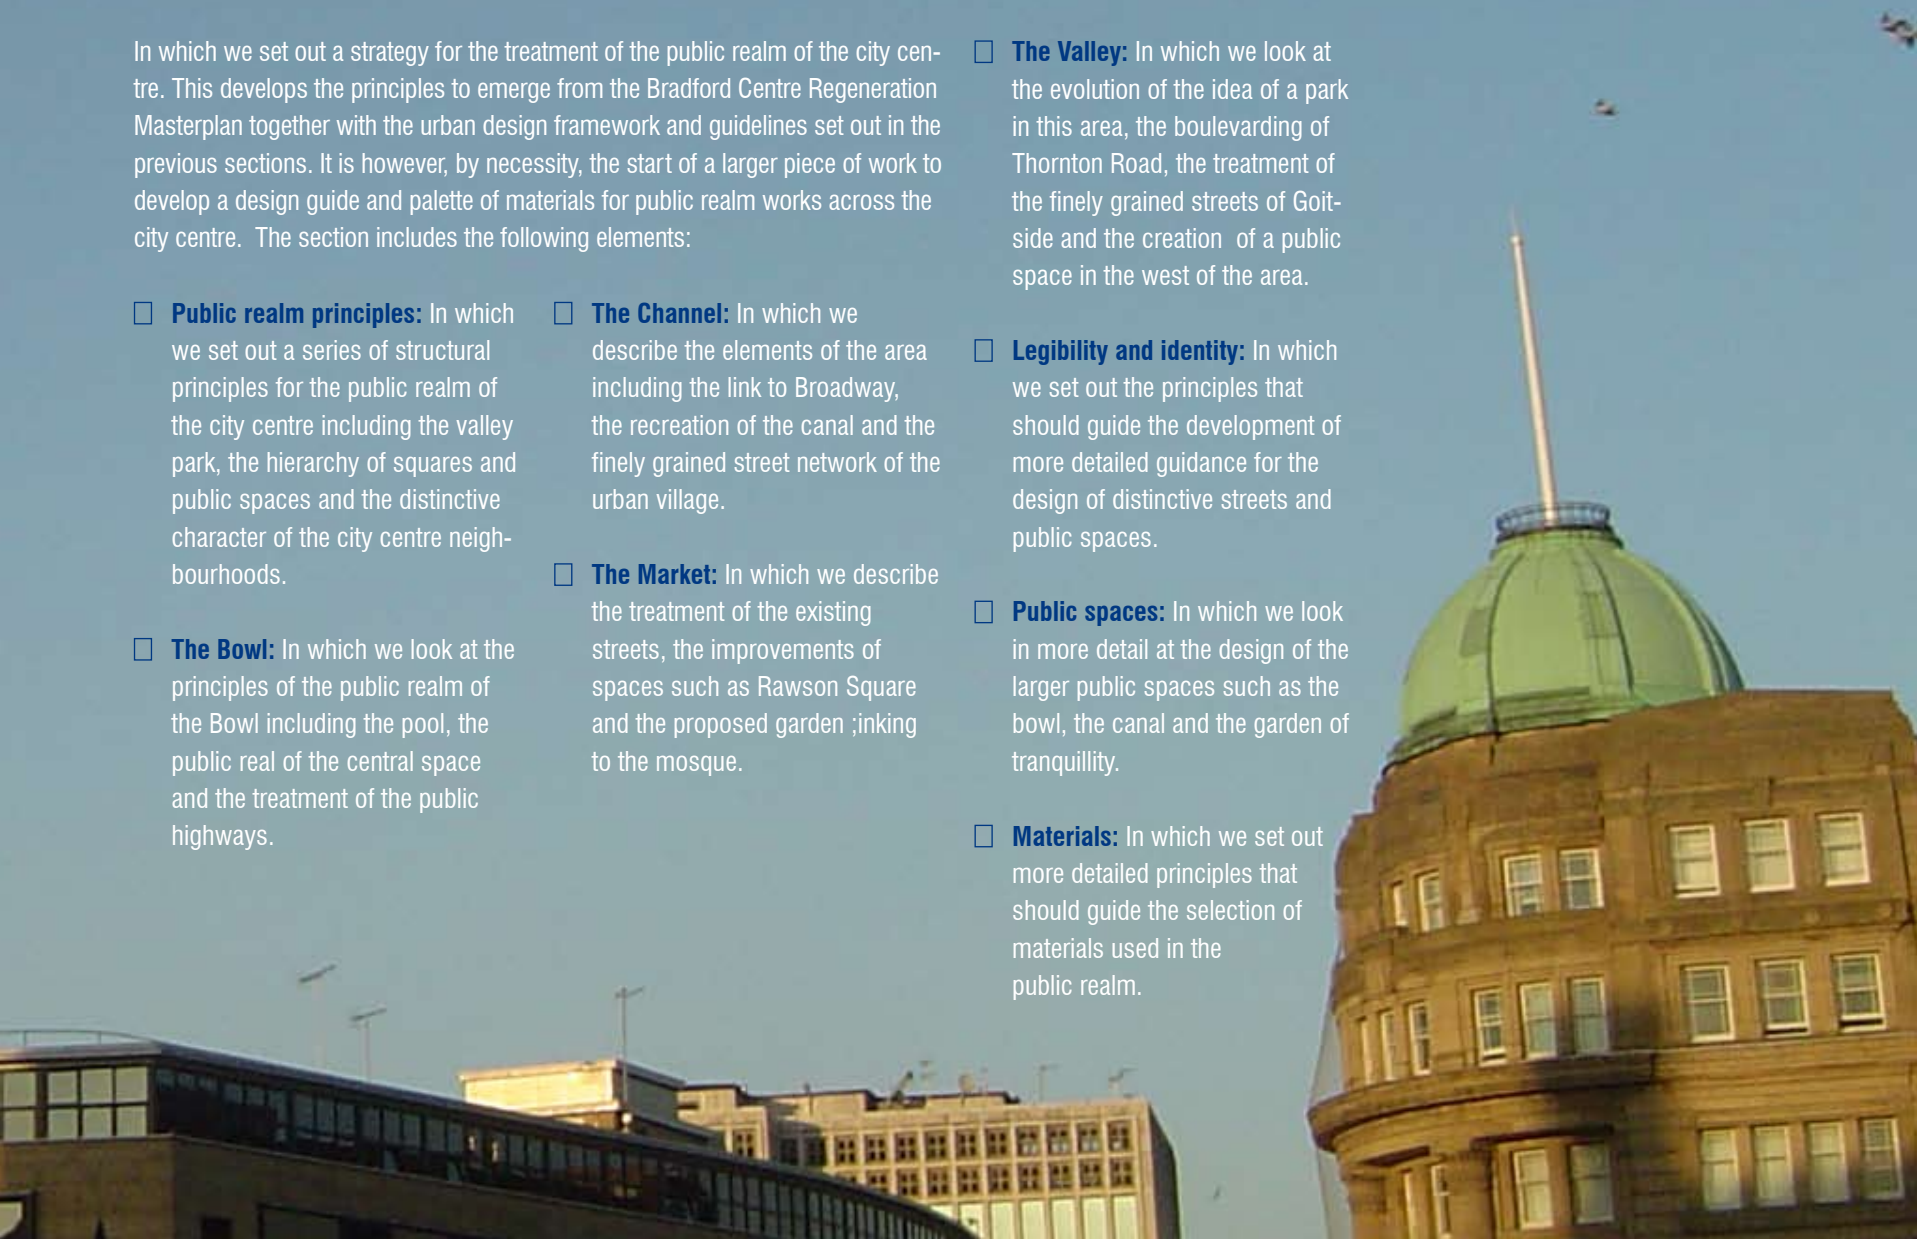 In which we set out a strategy for the treatment of the public realm of the city cen-
tre. This develops the principles to emerge from the Bradford Centre Regeneration
Masterplan together with the urban design framework and guidelines set out in the
previous sections. It is however, by necessity, the start of a larger piece of work to
develop a design guide and palette of materials for public realm works across the
city centre.  The section includes the following elements:
Public realm principles: In which
we set out a series of structural
principles for the public realm of
the city centre including the valley
park, the hierarchy of squares and
public spaces and the distinctive
character of the city centre neigh-
bourhoods.
The Bowl: In which we look at the
principles of the public realm of
the Bowl including the pool, the
public real of the central space
and the treatment of the public
highways.
The Channel: In which we
describe the elements of the area
including the link to Broadway,
the recreation of the canal and the
finely grained street network of the
urban village.
The Market: In which we describe
the treatment of the existing
streets, the improvements of
spaces such as Rawson Square
and the proposed garden ;inking
to the mosque.
The Valley: In which we look at
the evolution of the idea of a park
in this area, the boulevarding of
Thornton Road, the treatment of
the finely grained streets of Goit-
side and the creation  of a public
space in the west of the area.
Legibility and identity: In which
we set out the principles that
should guide the development of
more detailed guidance for the
design of distinctive streets and
public spaces.
Public spaces: In which we look
in more detail at the design of the
larger public spaces such as the
bowl, the canal and the garden of
tranquillity.
Materials: In which we set out
more detailed principles that
should guide the selection of
materials used in the
public realm.